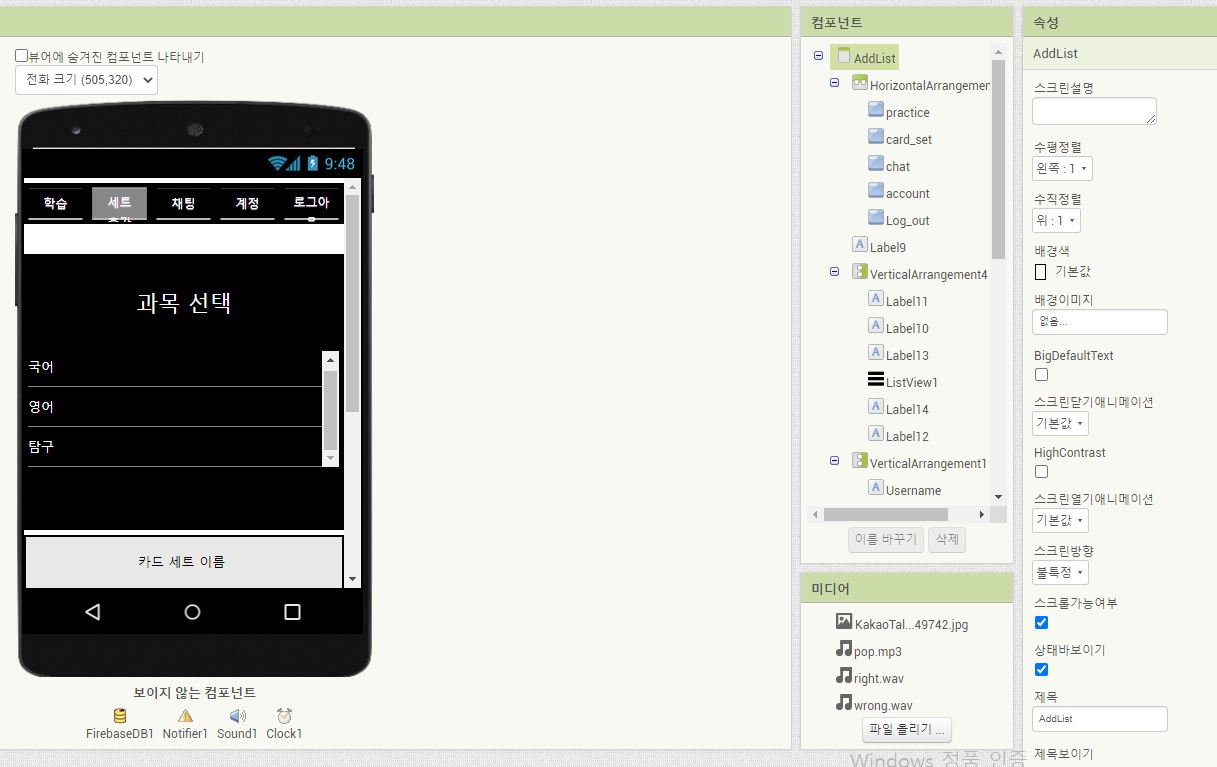 뷰어에 숨겨진 컴포넌트 나타내기
전화 크기 (505,320)
9:48
학습
세트
채팅
계정
로그아
과목 선택
국어
영어
탐구
카드 세트 이름
보이지 않는 컴포넌트
FirebaseDB1 Notifier1 Sound1 Clock1
컴포넌트
AddList
HorizontalArrangemen
practice
card_set
chat
account
Log_out
Label9
VerticalArrangement4
Label11
Label10
Label13
ListView1
Label14
Label12
VerticalArrangement1
Username
이름 바꾸기 삭제
미디어
KakaoTal...49742.jpg
pop.mp3
right.wav
wrong.wav
파일 올리기 ...
속성
AddList
스크린설명
수평정렬
왼쪽 : 1
수직정렬
위 : 1
배경색
기본값
배경이미지
없음...
BigDefaultText
스크린닫기애니메이션
기본값
HighContrast
스크린열기애니메이션
기본값
스크린방향
불특정
스크롤가능여부
상태바보이기
제목
AddList
제목보이기
Windows 정품 인증